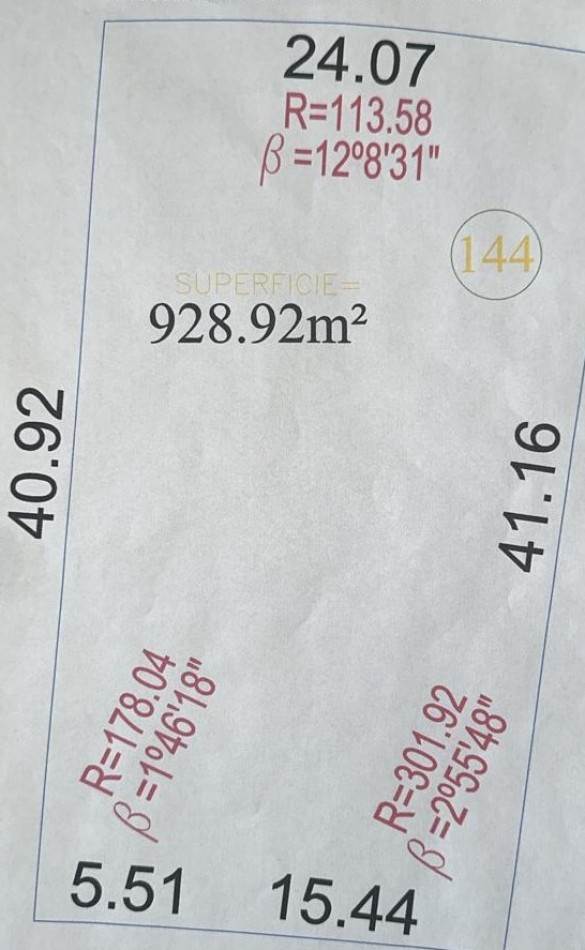 24.07
R=113.58
β =12º8'31"
144
SUPERFICIE=
928.92m²
40.92
41.16
R=178.04
β =1º46'18"
R=301.92
β =2º55'48"
5.51
15.44